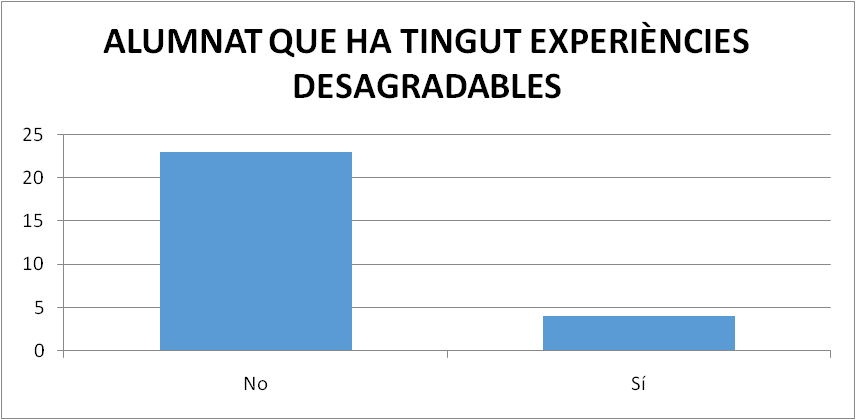 ALUMNAT QUE HA TINGUT EXPERIÈNCIES
DESAGRADABLES
25
20
15
10
5
0
No Sí